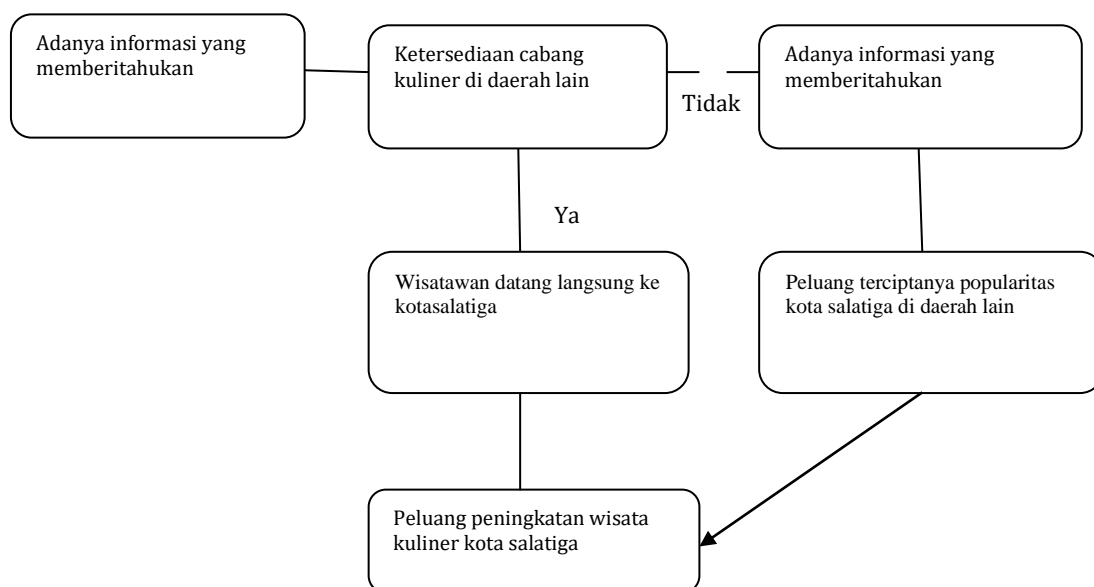 Adanya informasi yang
memberitahukan
Ketersediaan cabang
kuliner di daerah lain
Tidak
Adanya informasi yang
memberitahukan
Ya
Wisatawan datang langsung ke
kotasalatiga
Peluang terciptanya popularitas
kota salatiga di daerah lain
Peluang peningkatan wisata
kuliner kota salatiga